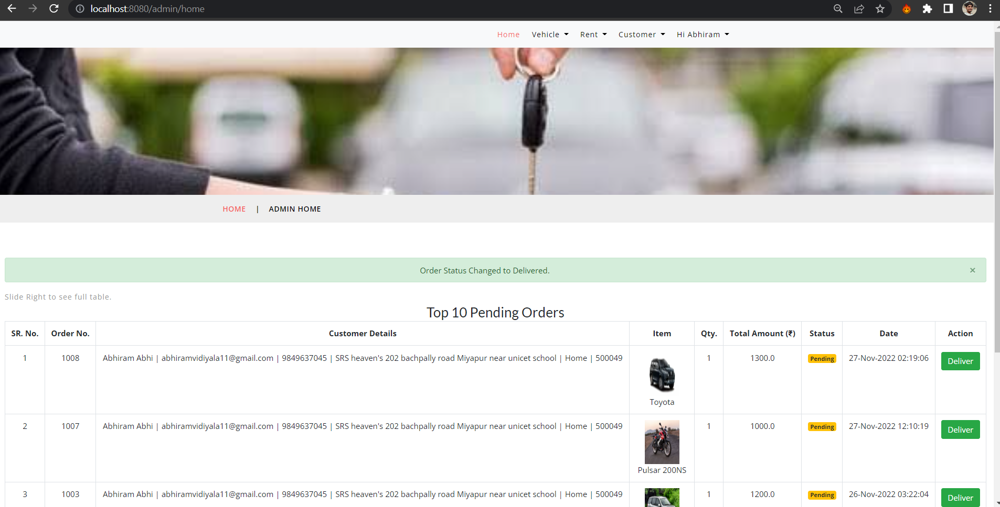 localhost:8080/admin/home
Home Vehicle Rent Customer Hi Abhiram
HOME | ADMIN HOME
Order Status Changed to Delivered. ×
Slide Right to see full table.
Top 10 Pending Orders
SR. No. Order No. Customer Details Item Qty. Total Amount (₹) Status Date Action
1 1008 Abhiram Abhi | abhiramvidiyala11@gmail.com | 9849637045 | SRS heaven's 202 bachpally road Miyapur near unicet school | Home | 500049 1 1300.0 Pending 27-Nov-2022 02:19:06 Deliver
Toyota
2 1007 Abhiram Abhi | abhiramvidiyala11@gmail.com | 9849637045 | SRS heaven's 202 bachpally road Miyapur near unicet school | Home | 500049 1 1000.0 Pending 27-Nov-2022 12:10:19 Deliver
Pulsar 200NS
3 1003 Abhiram Abhi | abhiramvidiyala11@gmail.com | 9849637045 | SRS heaven's 202 bachpally road Miyapur near unicet school | Home | 500049 1 1200.0 Pending 26-Nov-2022 03:22:04 Deliver